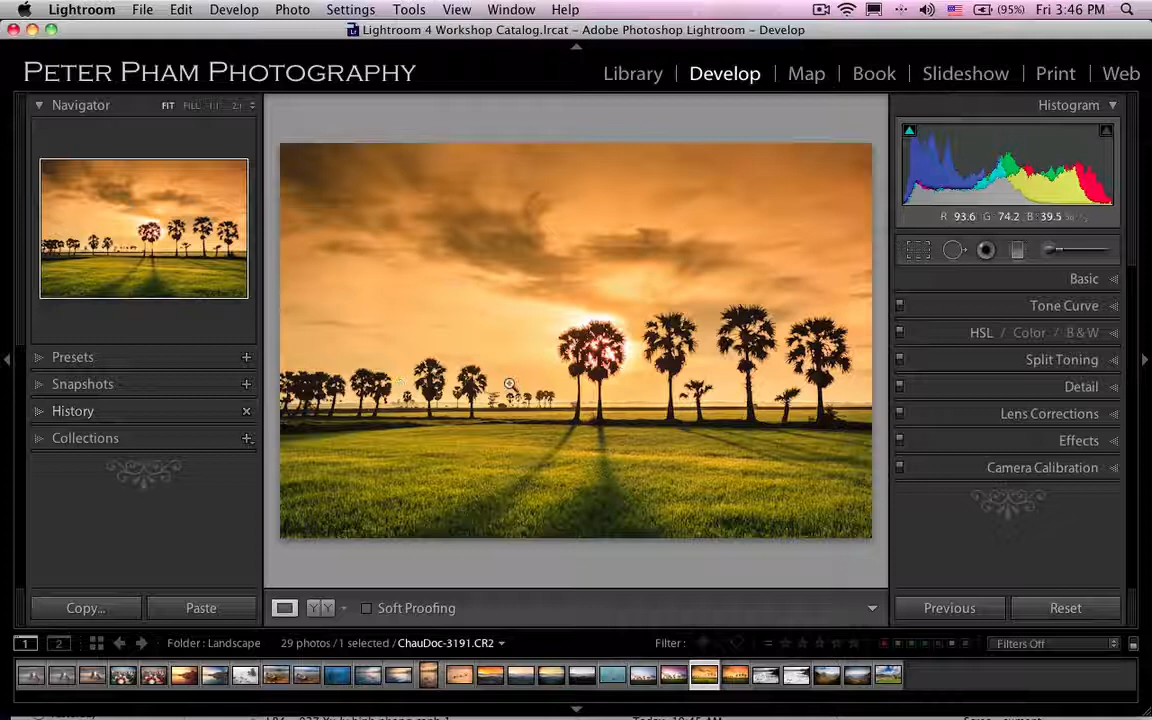 Lightroom File Edit Develop Photo Settings Tools View Window Help (95%) Fri 3:46 PM
Lightroom 4 Workshop Catalog.lrcat – Adobe Photoshop Lightroom – Develop
PETER PHAM PHOTOGRAPHY Library | Develop | Map | Book | Slideshow | Print | Web
Navigator FIT
Histogram
R 93.6 G 74.2 B 39.5 %
Basic
Tone Curve
HSL / Color / B & W
Split Toning
Detail
Lens Corrections
Effects
Camera Calibration
Presets
Snapshots
History
Collections
Copy... Paste
Y Y Soft Proofing
Previous Reset
1 2 Folder : Landscape 29 photos / 1 selected / ChauDoc-3191.CR2 Filter : Filters Off